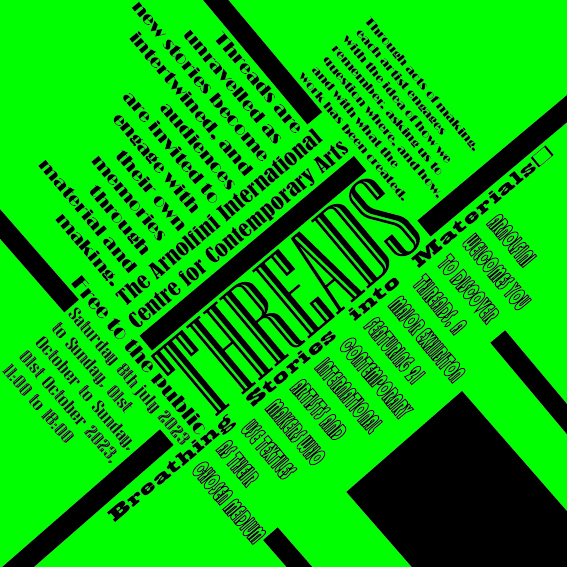 The Arnolfini International
Centre for Contemporary Arts
THREADS
Breathing Stories into Materials
Free to the public
Saturday 8th July 2023
to Sunday, 01st
October to Sunday,
01st October 2023,
11:00 to 18:00
ARNOLFINI
WELCOMES YOU
TO DISCOVER
THREADS, A
MAJOR EXHIBITION
FEATURING 21
CONTEMPORARY
INTERNATIONAL
ARTISTS AND
MAKERS WHO
USE TEXTILES
AS THEIR
CHOSEN MEDIUM
Threads are
unravelled as
new stories become
intertwined, and
audiences
are invited to
engage with
their own
memories
through
material and
making.
Through acts of making,
each artist engages
with the idea of how we
remember, asking us to
question where, and how,
and with what, the
work has been created.